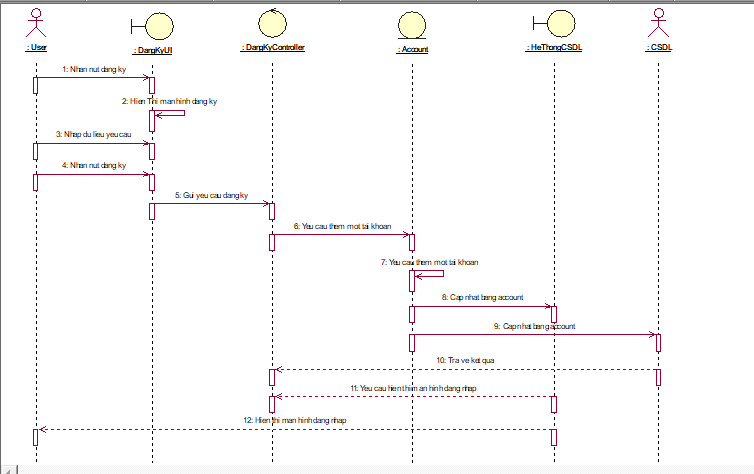 : User
: DangKyUI
: DangKyController
: Account
: HeThongCSDL
: CSDL
1: Nhan nut dang ky
2: Hien Thi man hinh dang ky
3: Nhap du lieu yeu cau
4: Nhan nut dang ky
5: Gui yeu cau dang ky
6: Yeu cau them mot tai khoan
7: Yeu cau them mot tai khoan
8: Cap nhat bang account
9: Cap nhat bang account
10: Tra ve ket qua
11: Yeu cau hien thi man hinh dang nhap
12: Hien thi man hinh dang nhap